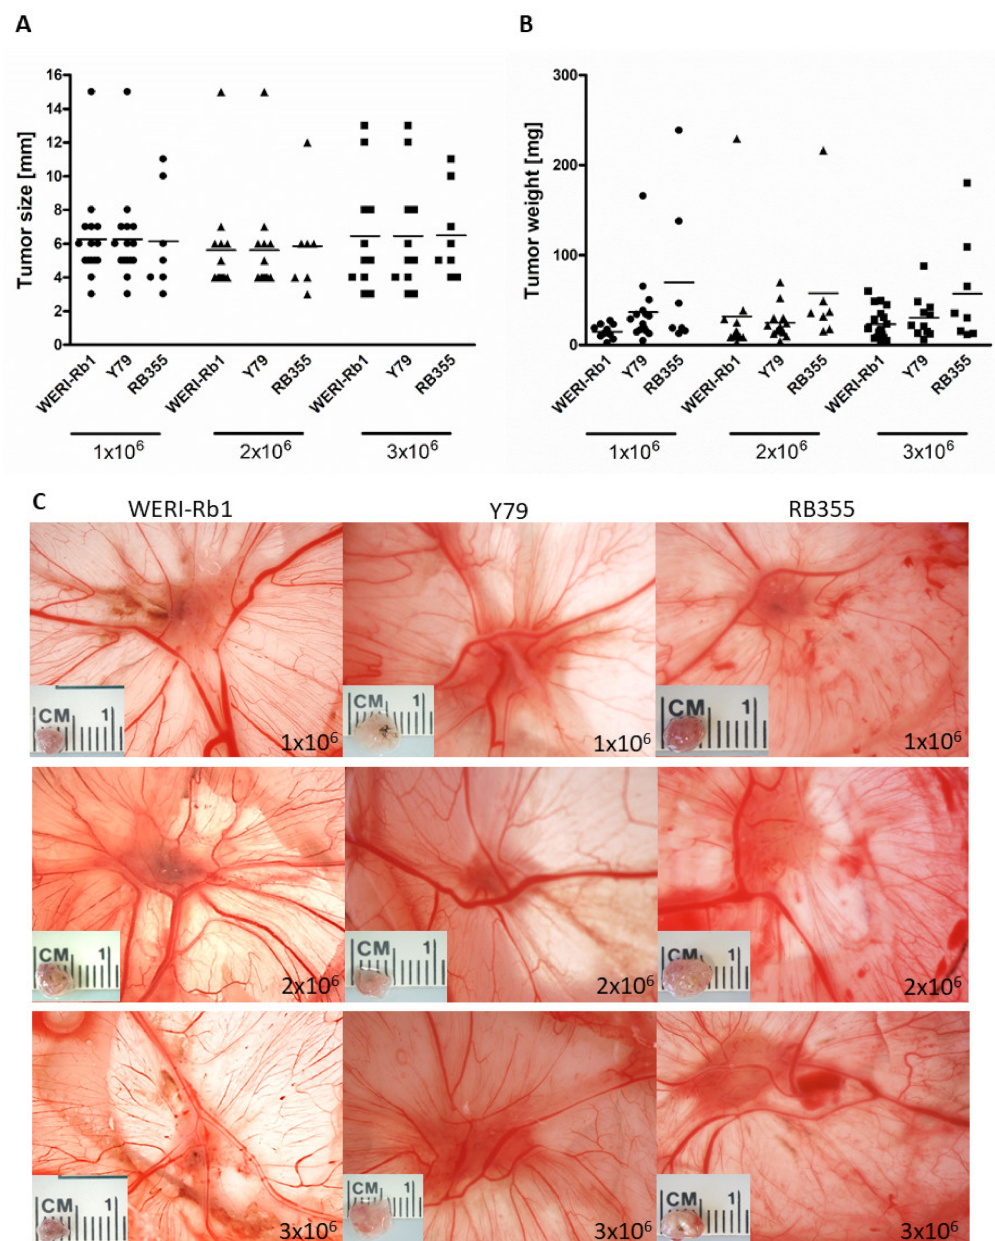 A
B
Tumor size [mm]
16
14
12
10
8
6
4
2
0
WERI-Rb1
Y79
RB355
WERI-Rb1
Y79
RB355
WERI-Rb1
Y79
RB355
1x10⁶
2x10⁶
3x10⁶
Tumor weight [mg]
300
200
100
0
WERI-Rb1
Y79
RB355
WERI-Rb1
Y79
RB355
WERI-Rb1
Y79
RB355
1x10⁶
2x10⁶
3x10⁶
C
WERI-Rb1
Y79
RB355
CM 1
1x10⁶
CM 1
1x10⁶
CM 1
1x10⁶
CM 1
2x10⁶
CM 1
2x10⁶
CM 1
2x10⁶
CM 1
3x10⁶
CM 1
3x10⁶
CM 1
3x10⁶